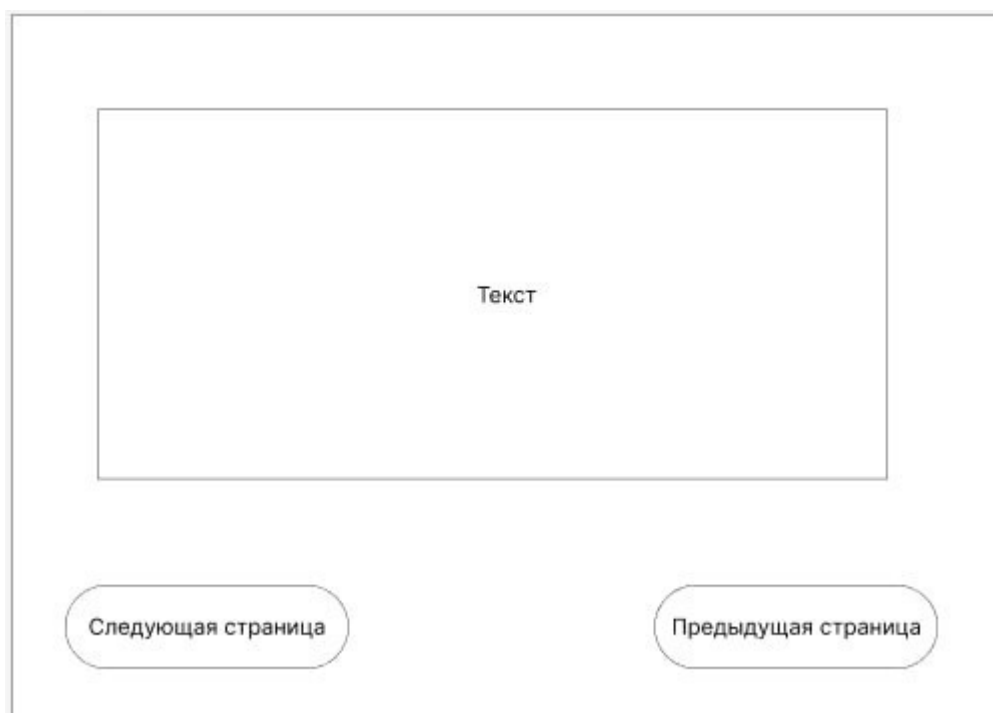 Текст
Следующая страница
Предыдущая страница